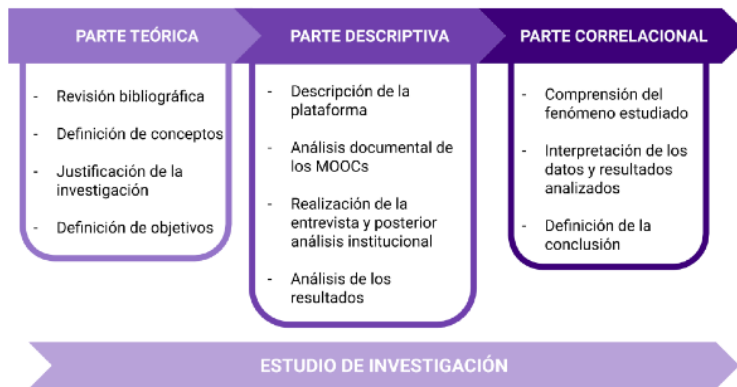 PARTE TEÓRICA
PARTE DESCRIPTIVA
PARTE CORRELACIONAL
- Revisión bibliográfica
- Definición de conceptos
- Justificación de la
investigación
- Definición de objetivos
- Descripción de la
plataforma
- Análisis documental de
los MOOCs
- Realización de la
entrevista y posterior
análisis institucional
- Análisis de los
resultados
- Comprensión del
fenómeno estudiado
- Interpretación de los
datos y resultados
analizados
- Definición de la
conclusión
ESTUDIO DE INVESTIGACIÓN